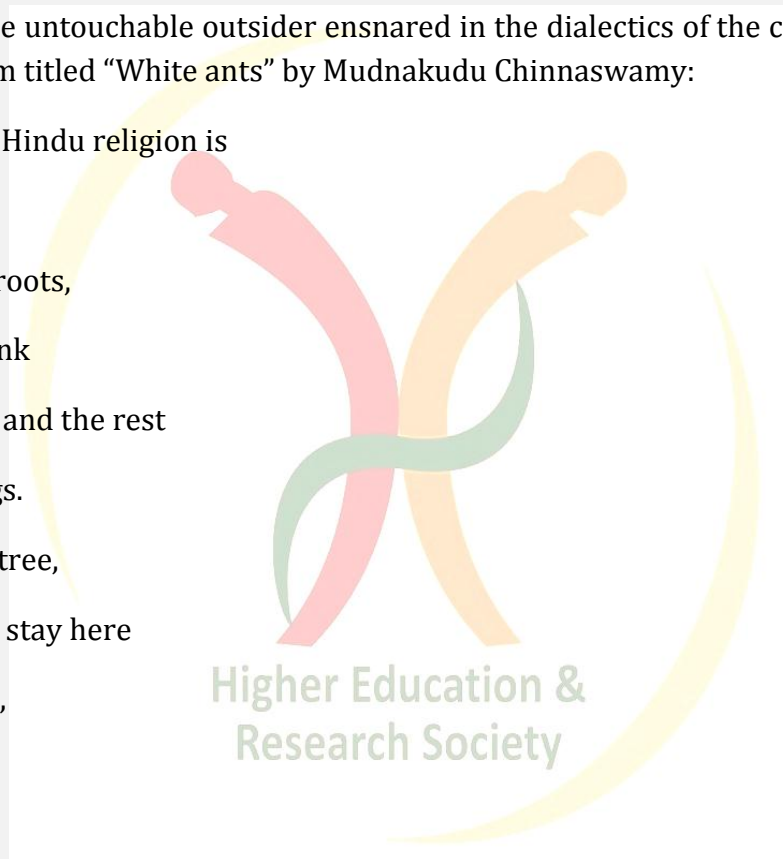 e untouchable outsider ensnared in the dialectics of the c
m titled “White ants” by Mudnakudu Chinnaswamy:
Hindu religion is
roots,
nk
and the rest
gs.
tree,
stay here
,
Higher Education &
Research Society